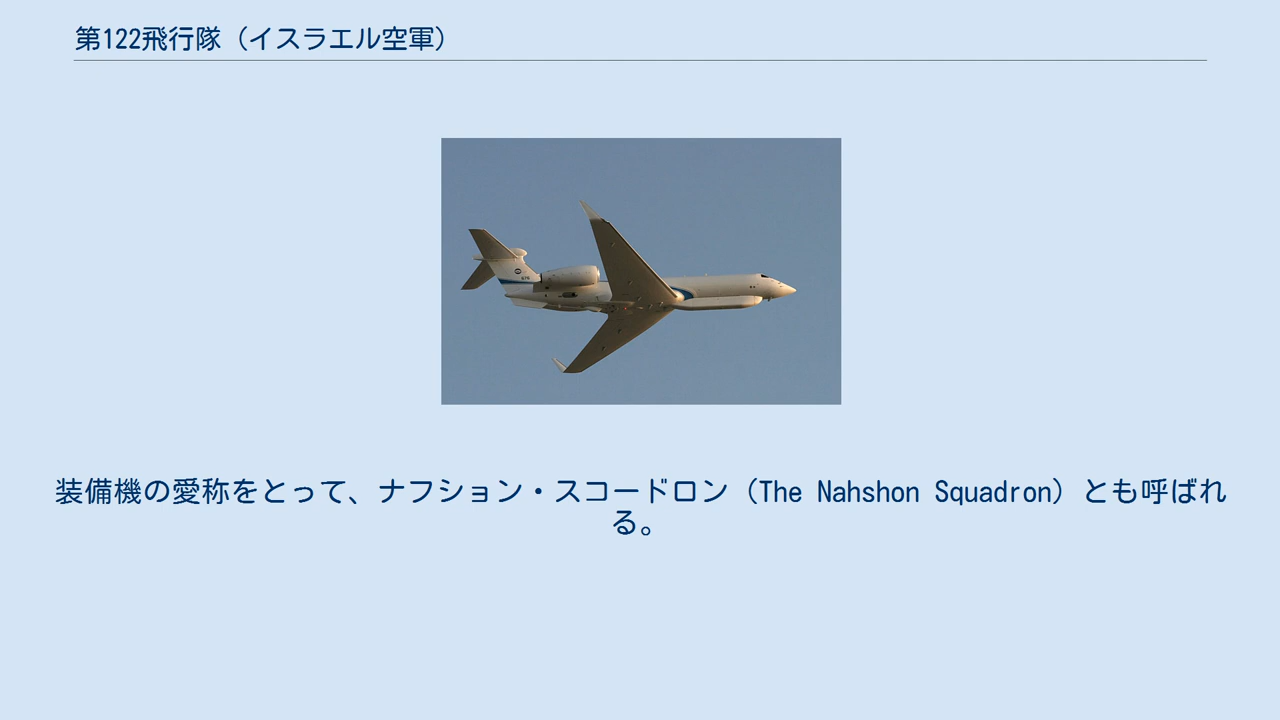 第122飛行隊（イスラエル空軍）
装備機の愛称をとって、ナフション・スコードロン（The Nahshon Squadron）とも呼ばれ
る。